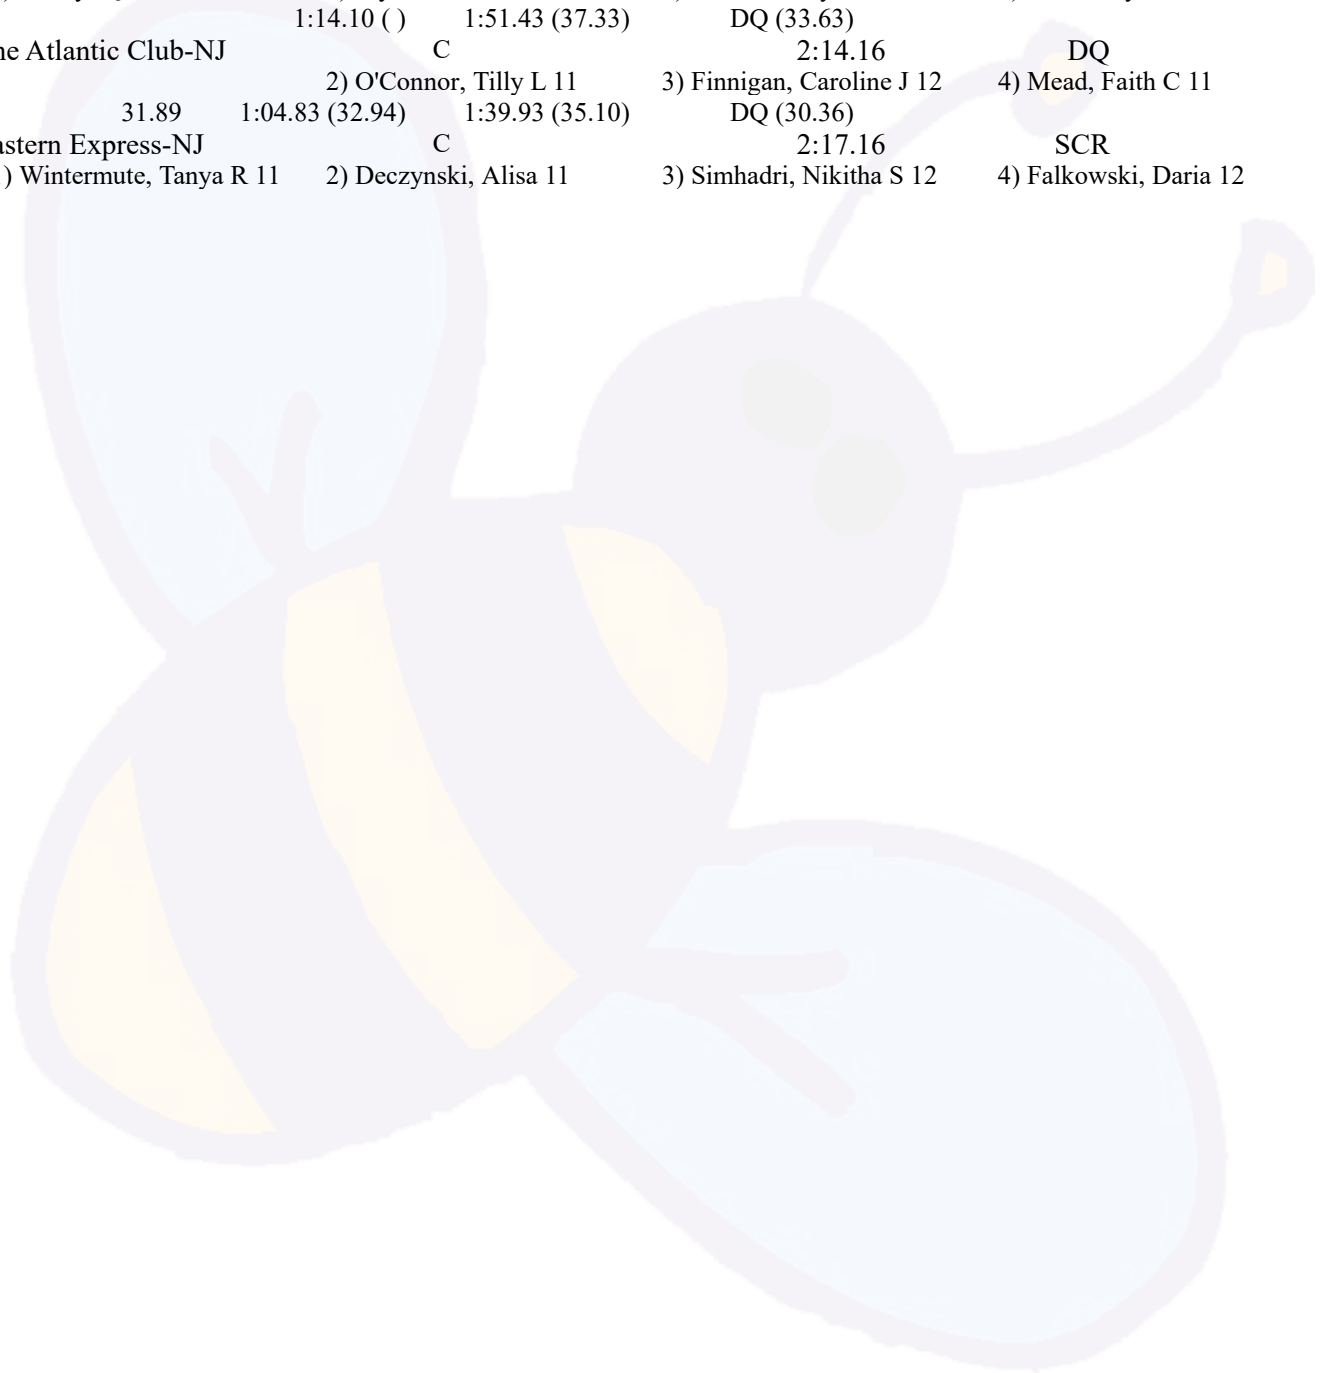 1:14.10 ( ) 1:51.43 (37.33) DQ (33.63)
Atlantic Club-NJ C 2:14.16 DQ
2) O'Connor, Tilly L 11 3) Finnigan, Caroline J 12 4) Mead, Faith C 11
31.89 1:04.83 (32.94) 1:39.93 (35.10) DQ (30.36)
astern Express-NJ C 2:17.16 SCR
) Wintermute, Tanya R 11 2) Deczynski, Alisa 11 3) Simhadri, Nikitha S 12 4) Falkowski, Daria 12